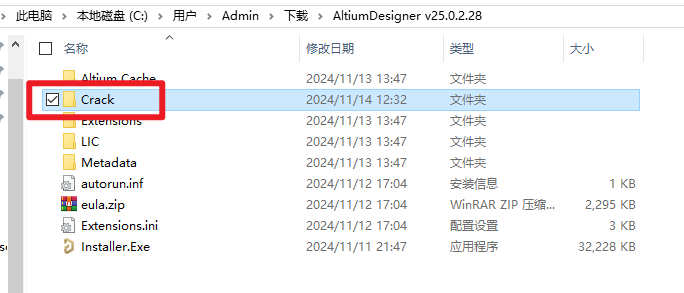 此电脑 > 本地磁盘 (C:) > 用户 > Admin > 下载 > AltiumDesigner v25.0.2.28
名称 修改日期 类型 大小
Altium Cache 2024/11/13 13:47 文件夹
Crack 2024/11/14 12:32 文件夹
Extensions 2024/11/13 13:47 文件夹
LIC 2024/11/13 13:47 文件夹
Metadata 2024/11/13 13:47 文件夹
autorun.inf 2024/11/12 17:04 安装信息 1 KB
eula.zip 2024/11/12 17:04 WinRAR ZIP 压缩... 2,295 KB
Extensions.ini 2024/11/12 17:04 配置设置 3 KB
Installer.Exe 2024/11/11 21:47 应用程序 32,228 KB